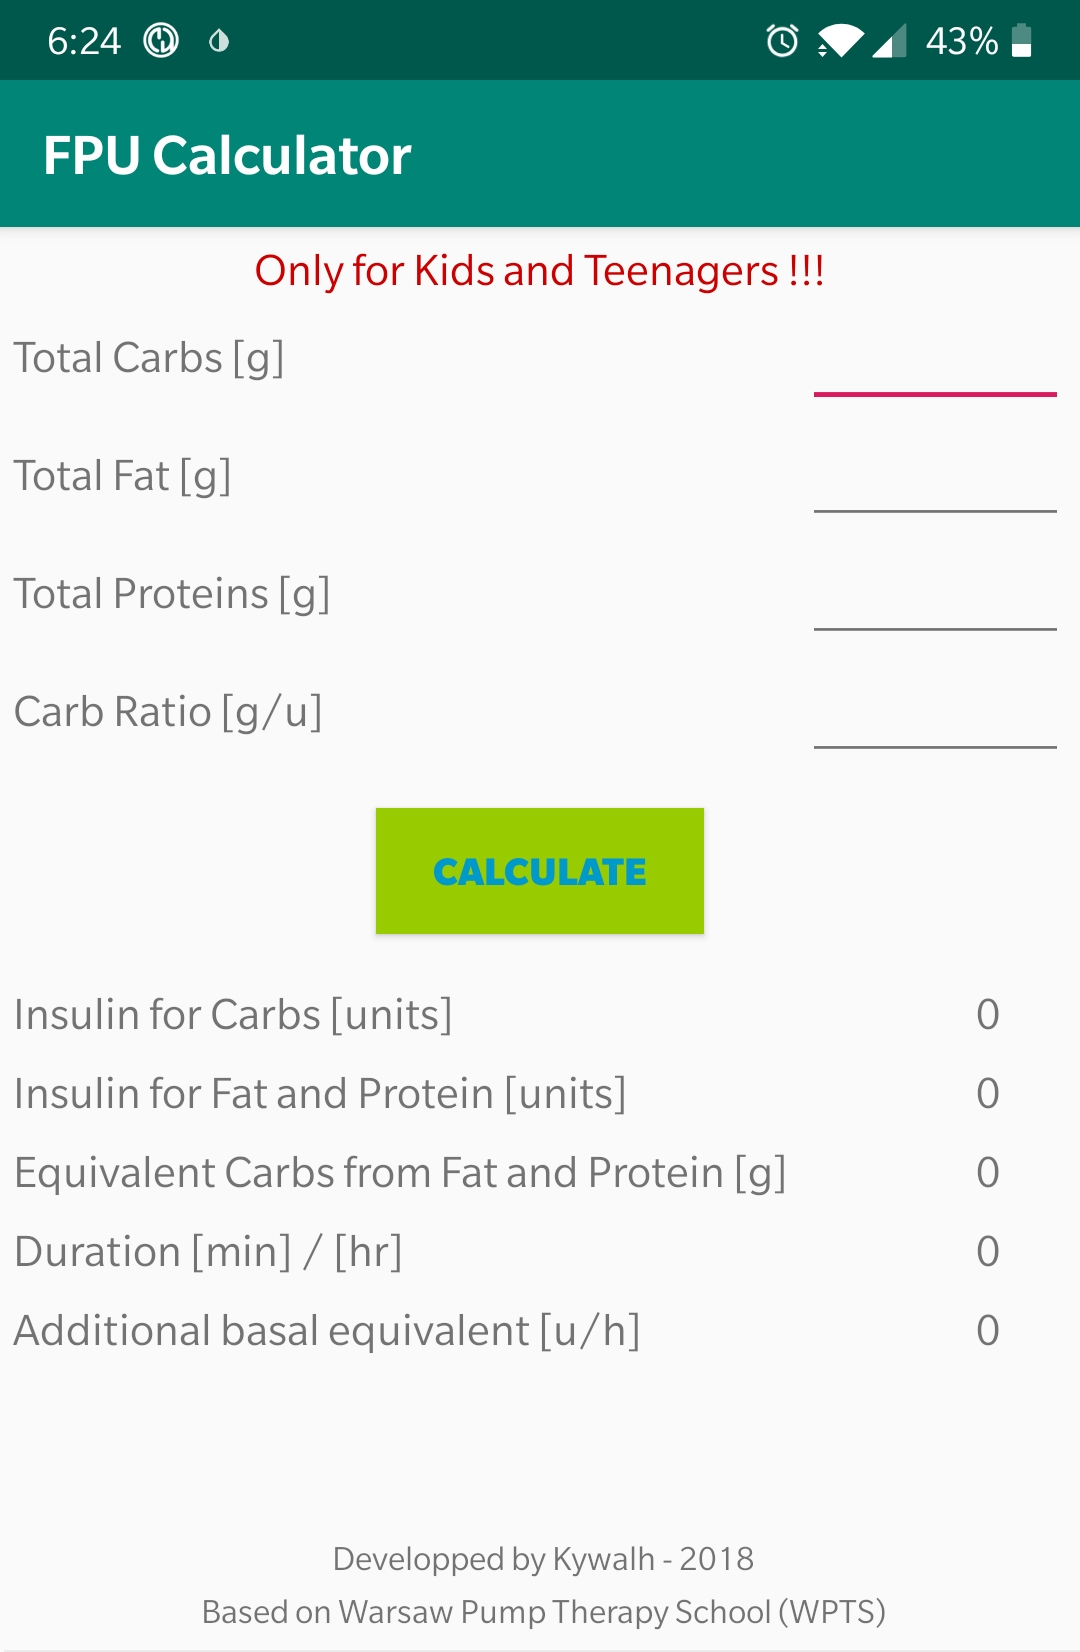 6:24 43%
FPU Calculator
Only for Kids and Teenagers !!!
Total Carbs [g]
Total Fat [g]
Total Proteins [g]
Carb Ratio [g/u]
CALCULATE
Insulin for Carbs [units] 0
Insulin for Fat and Protein [units] 0
Equivalent Carbs from Fat and Protein [g] 0
Duration [min] / [hr] 0
Additional basal equivalent [u/h] 0
Developped by Kywalh - 2018
Based on Warsaw Pump Therapy School (WPTS)